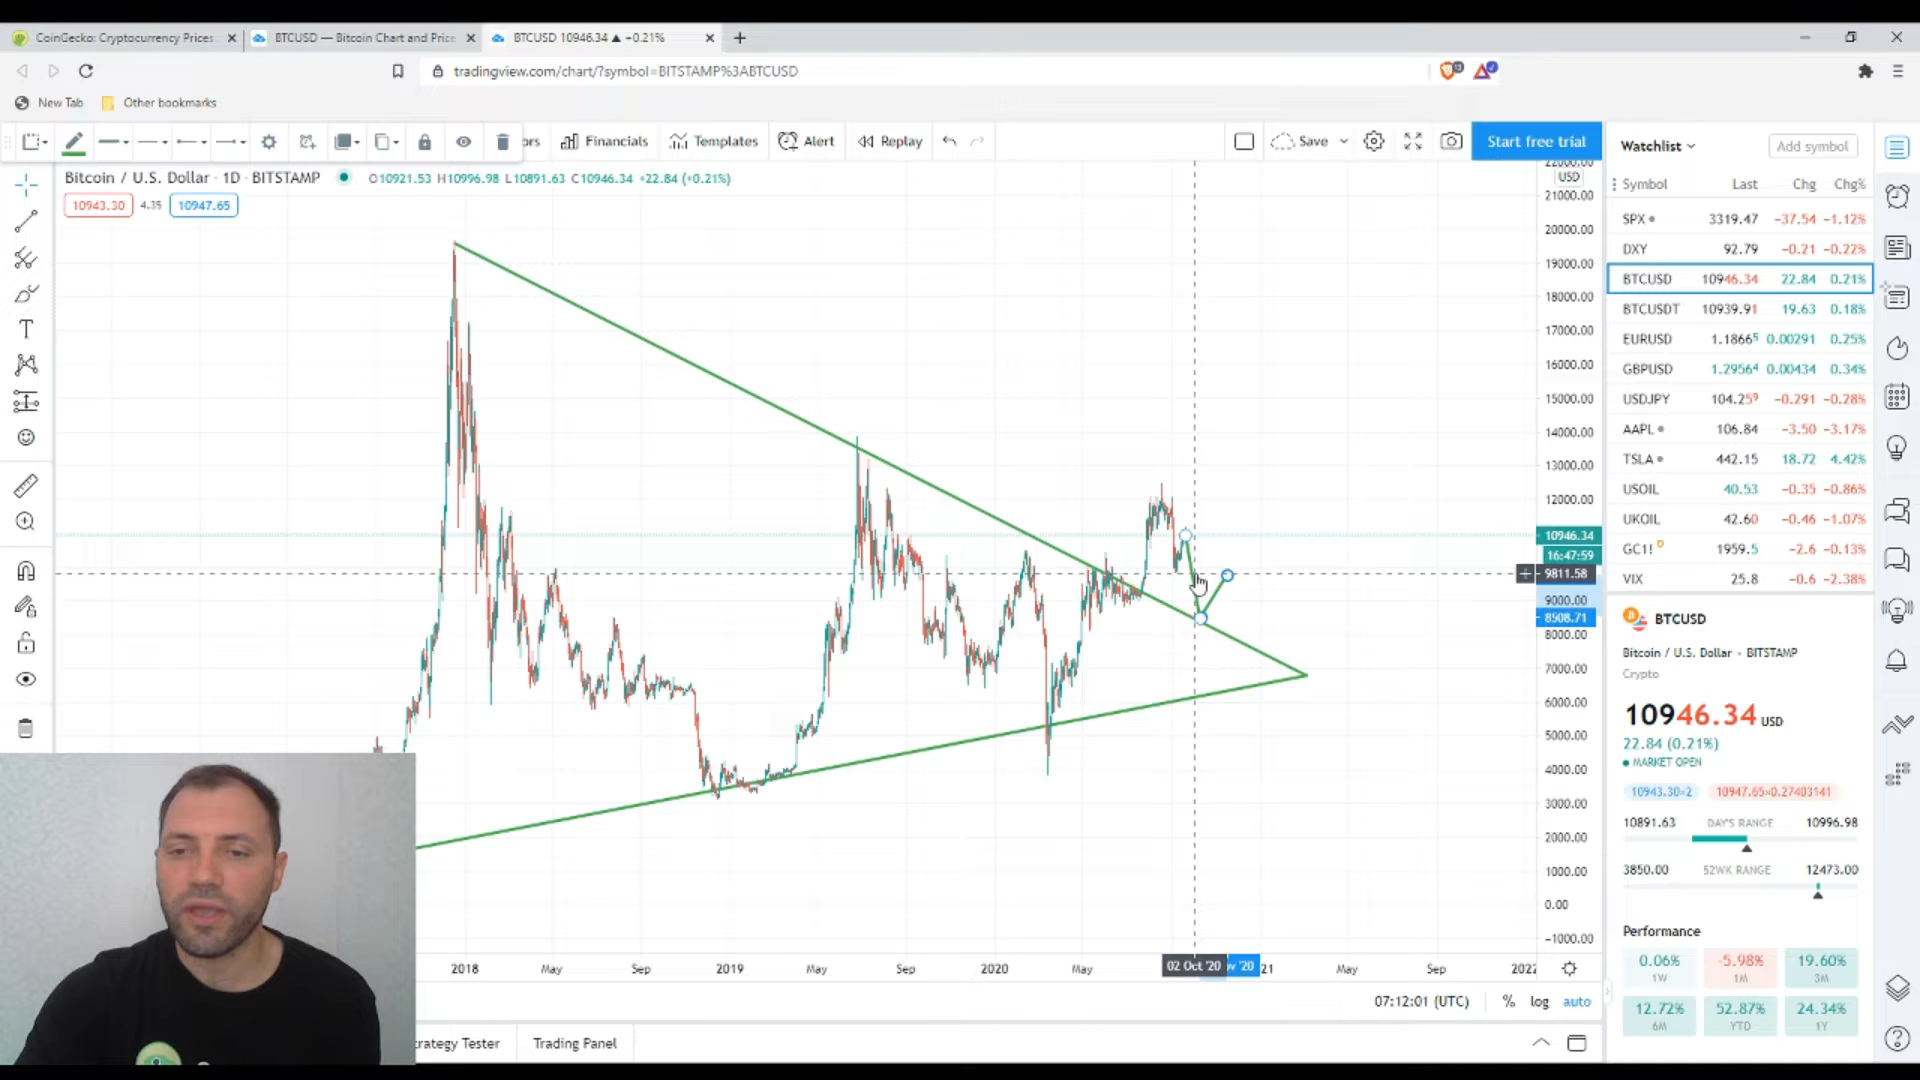 CoinGecko: Cryptocurrency Prices
BTCUSD — Bitcoin Chart and Price
BTCUSD 10946.34 ▲ +0.21%
tradingview.com/chart/?symbol=BITSTAMP%3ABTCUSD
New Tab
Other bookmarks
ors
Financials
Templates
Alert
Replay
Save
Start free trial
Bitcoin / U.S. Dollar · 1D · BITSTAMP
O10921.53 H10996.98 L10891.63 C10946.34 +22.84 (+0.21%)
10943.30 4.35 10947.65
22000.00
USD
21000.00
20000.00
19000.00
18000.00
17000.00
16000.00
15000.00
14000.00
13000.00
12000.00
10946.34
16:47:59
9811.58
9000.00
8508.71
8000.00
7000.00
6000.00
5000.00
4000.00
3000.00
2000.00
1000.00
0.00
−1000.00
2018 May Sep 2019 May Sep 2020 May 02 Oct '20 '20 21 May Sep 2022
07:12:01 (UTC) % log auto
trategy Tester
Trading Panel
Watchlist
Add symbol
Symbol Last Chg Chg%
SPX 3319.47 −37.54 −1.12%
DXY 92.79 −0.21 −0.22%
BTCUSD 10946.34 22.84 0.21%
BTCUSDT 10939.91 19.63 0.18%
EURUSD 1.18665 0.00291 0.25%
GBPUSD 1.29564 0.00434 0.34%
USDJPY 104.259 −0.291 −0.28%
AAPL 106.84 −3.50 −3.17%
TSLA 442.15 18.72 4.42%
USOIL 40.53 −0.35 −0.86%
UKOIL 42.60 −0.46 −1.07%
GC1! D 1959.5 −2.6 −0.13%
VIX 25.8 −0.6 −2.38%
BTCUSD
Bitcoin / U.S. Dollar • BITSTAMP
Crypto
10946.34 USD
22.84 (0.21%)
MARKET OPEN
10943.30×2 10947.65×0.27403141
10891.63 DAY'S RANGE 10996.98
3850.00 52WK RANGE 12473.00
Performance
0.06% −5.98% 19.60%
1W 1M 3M
12.72% 52.87% 24.34%
6M YTD 1Y